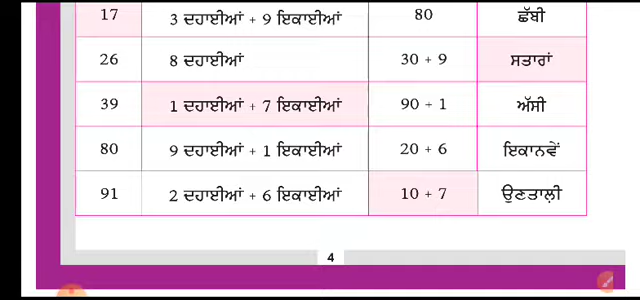 17 3 ਦਹਾਈਆਂ + 9 ਇਕਾਈਆਂ 80 ਛੱਬੀ
26 8 ਦਹਾਈਆਂ 30 + 9 ਸਤਾਰਾਂ
39 1 ਦਹਾਈਆਂ + 7 ਇਕਾਈਆਂ 90 + 1 ਅੱਸੀ
80 9 ਦਹਾਈਆਂ + 1 ਇਕਾਈਆਂ 20 + 6 ਇਕਾਨਵੇਂ
91 2 ਦਹਾਈਆਂ + 6 ਇਕਾਈਆਂ 10 + 7 ਉਣਤਾਲੀ
4